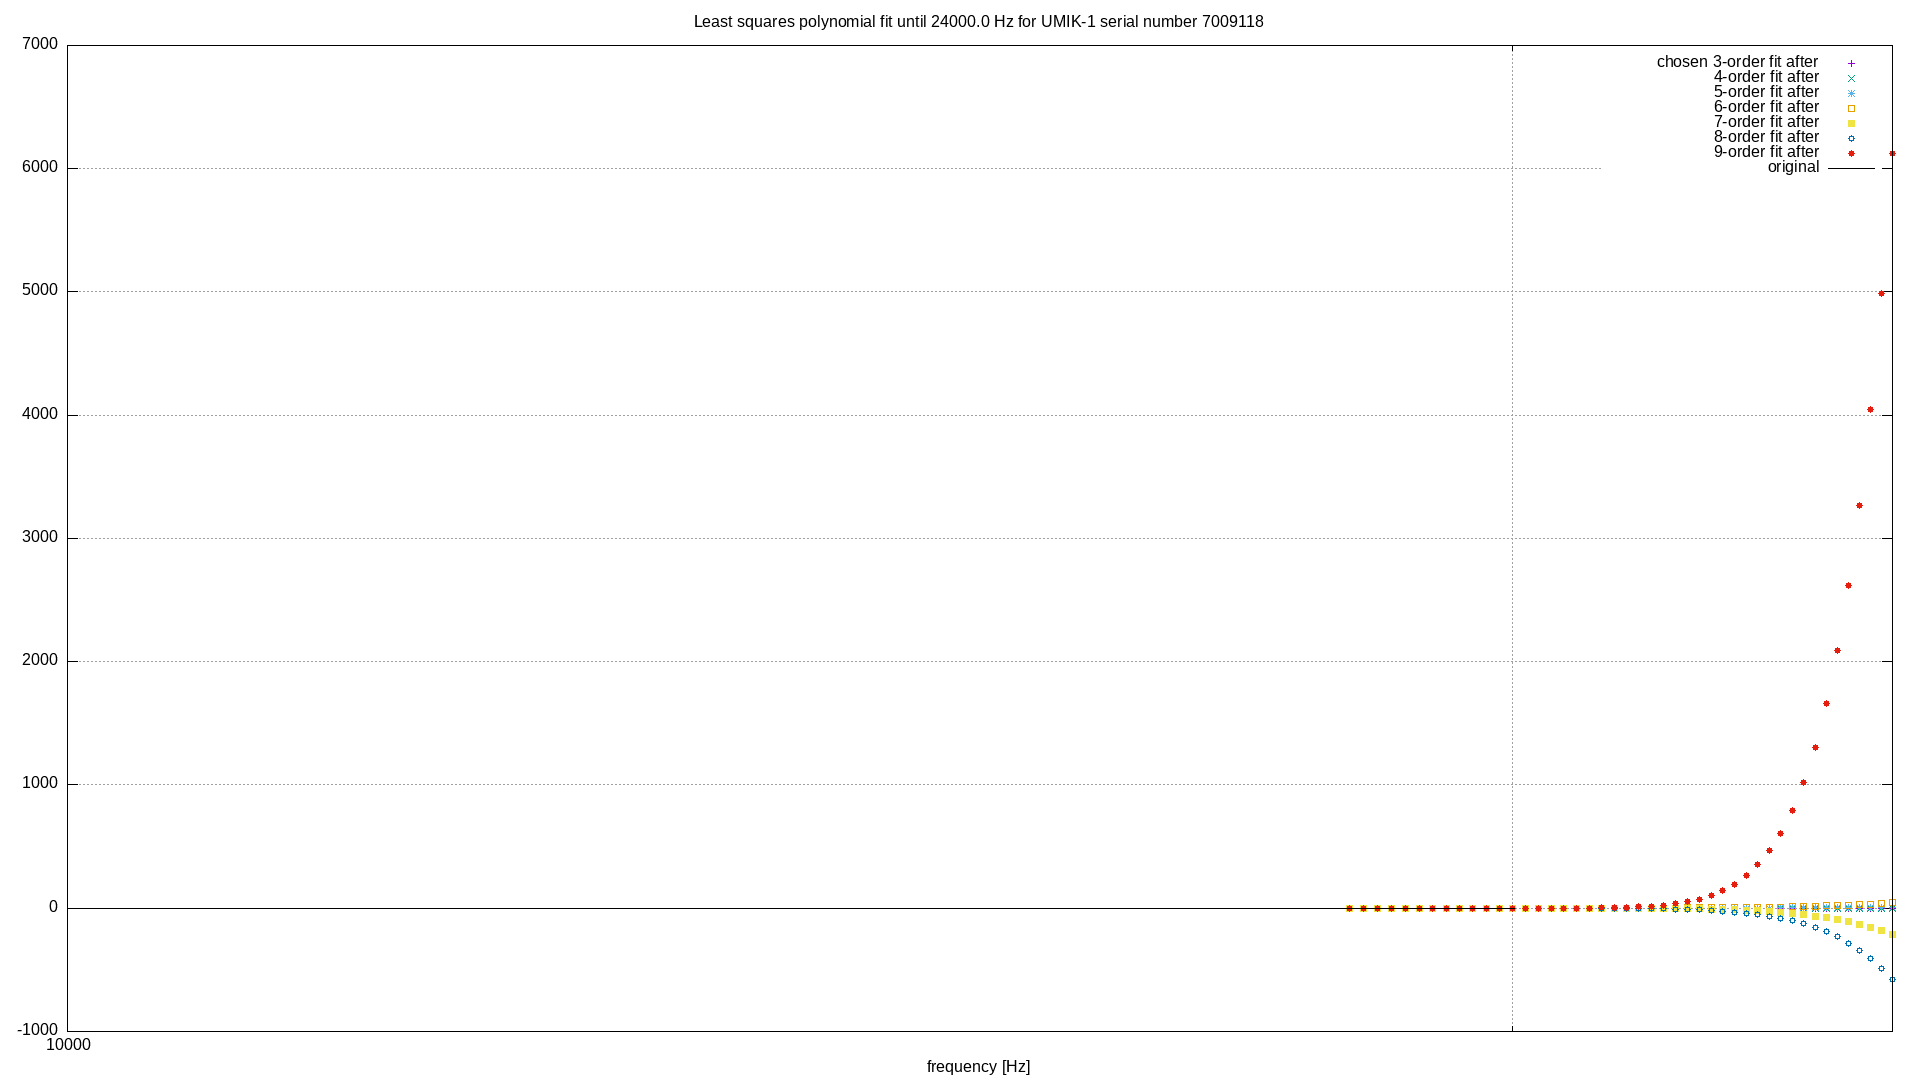 Least squares polynomial fit until 24000.0 Hz for UMIK-1 serial number 7009118
7000
6000
5000
4000
3000
2000
1000
0
-1000
10000
chosen 3-order fit after
4-order fit after
5-order fit after
6-order fit after
7-order fit after
8-order fit after
9-order fit after
original
frequency [Hz]